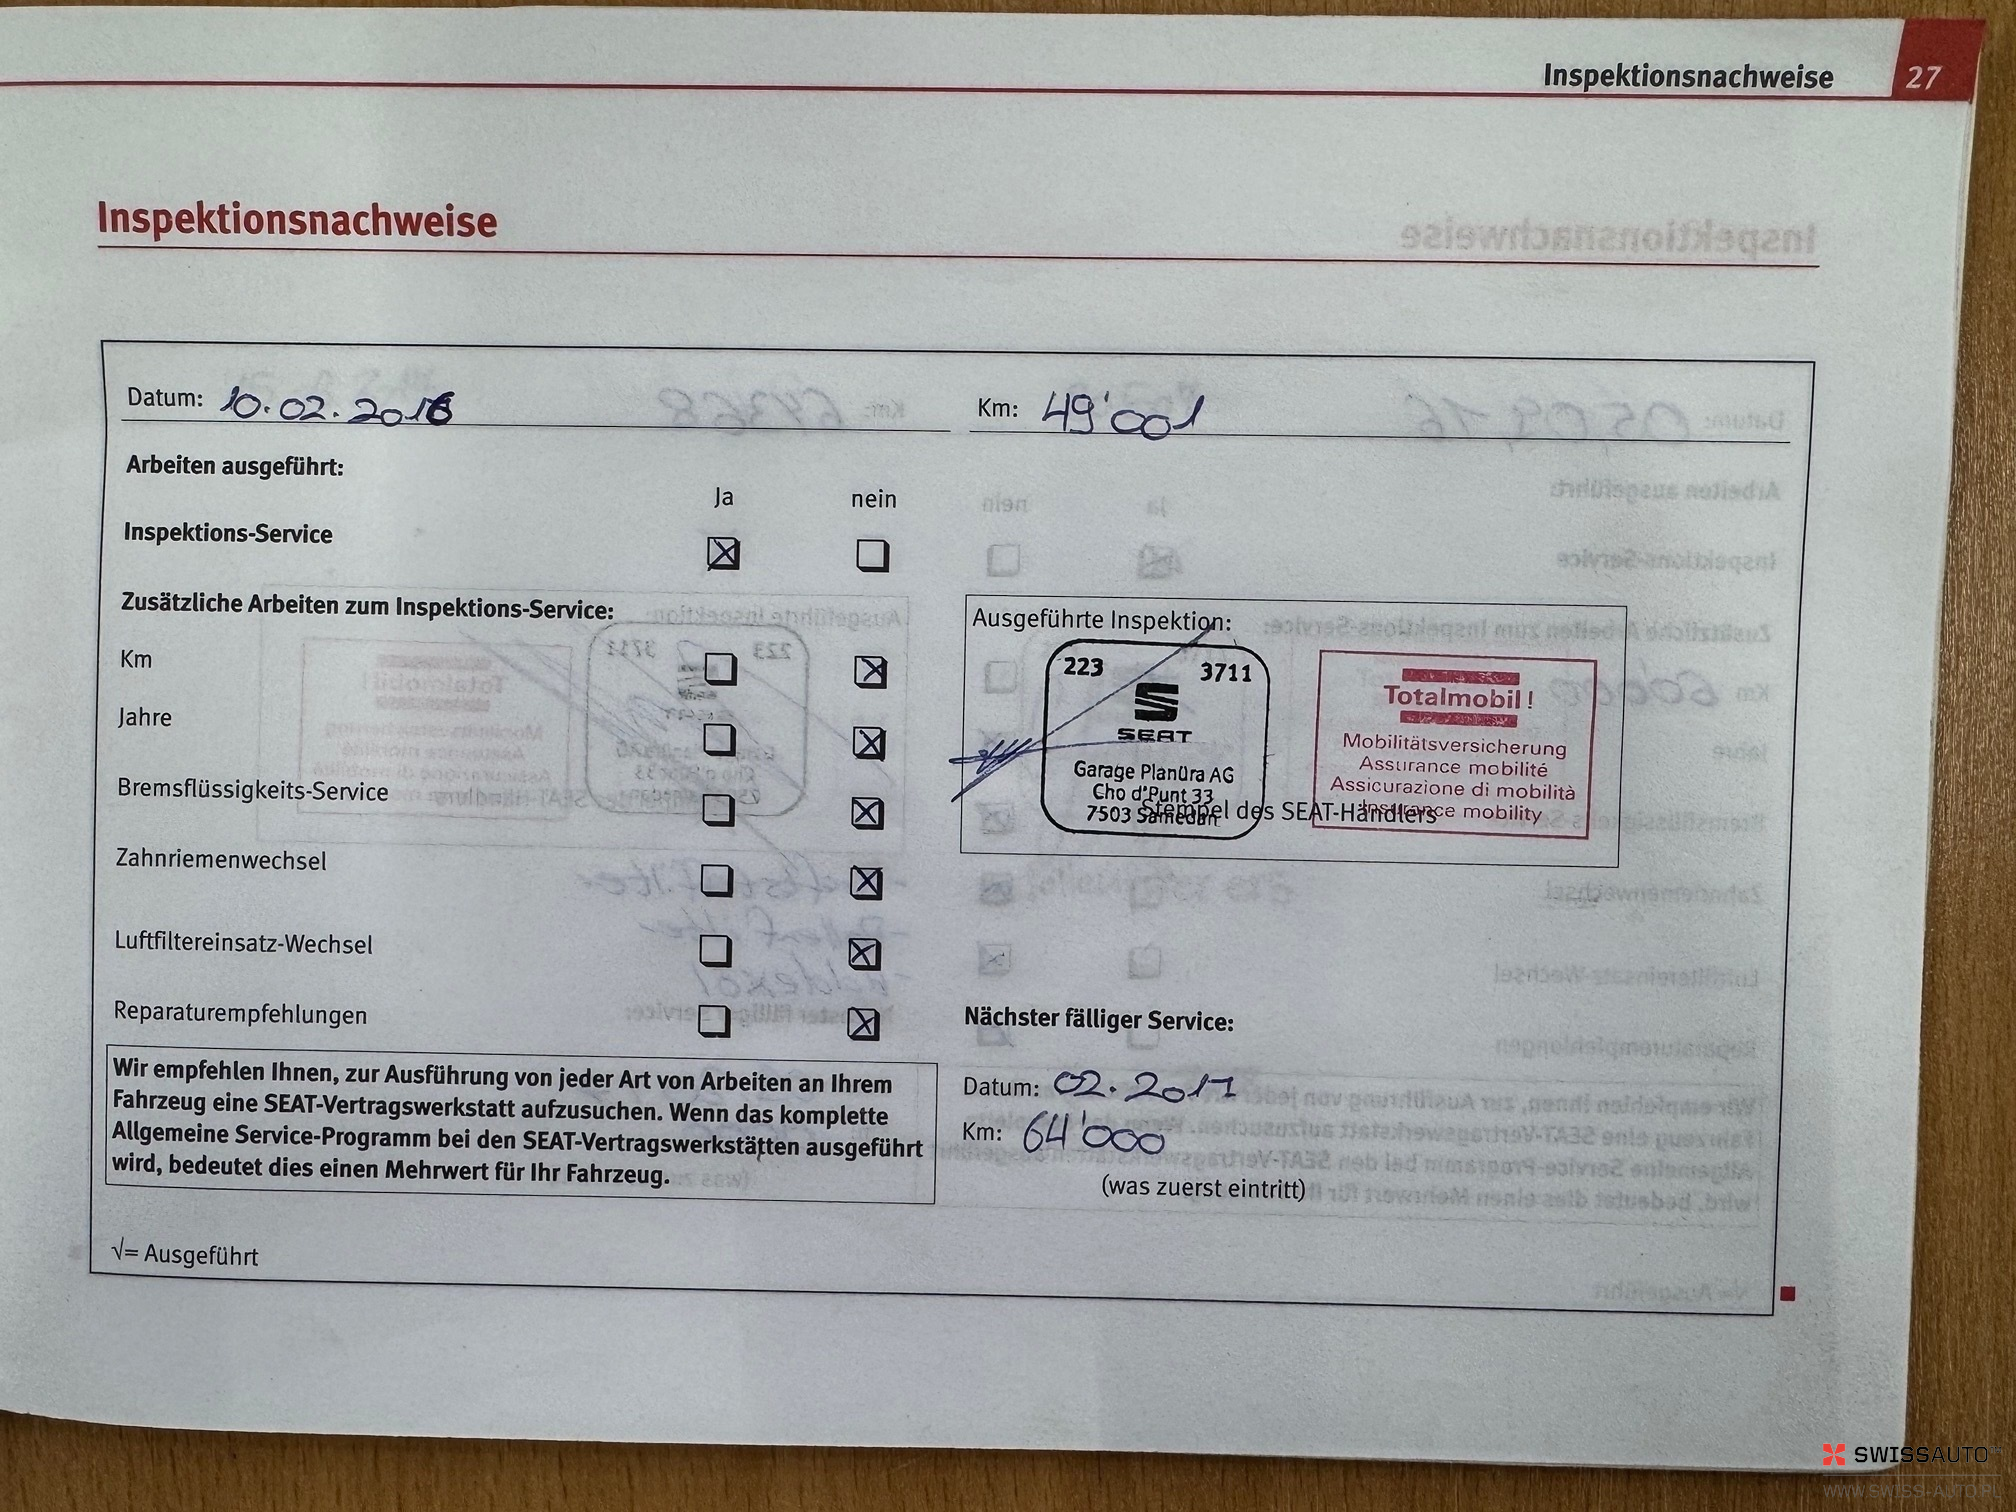 Inspektionsnachweise 27
Inspektionsnachweise
Datum: 10.02.2016 Km: 49'001
Arbeiten ausgeführt:
Ja nein
Inspektions-Service
Zusätzliche Arbeiten zum Inspektions-Service:
Km
Jahre
Bremsflüssigkeits-Service
Zahnriemenwechsel
Luftfiltereinsatz-Wechsel
Reparaturempfehlungen
Wir empfehlen Ihnen, zur Ausführung von jeder Art von Arbeiten an Ihrem
Fahrzeug eine SEAT-Vertragswerkstatt aufzusuchen. Wenn das komplette
Allgemeine Service-Programm bei den SEAT-Vertragswerkstätten ausgeführt
wird, bedeutet dies einen Mehrwert für Ihr Fahrzeug.
√= Ausgeführt
Ausgeführte Inspektion:
223 3711
SEAT
Garage Planüra AG
Cho d'Punt 33
7503 Samedan
Stempel des SEAT-Händlers
Totalmobil!
Mobilitätsversicherung
Assurance mobilité
Assicurazione di mobilità
Insurance mobility
Nächster fälliger Service:
Datum: 02.2017
Km: 64'000
(was zuerst eintritt)
SWISSAUTO
WWW.SWISS-AUTO.PL